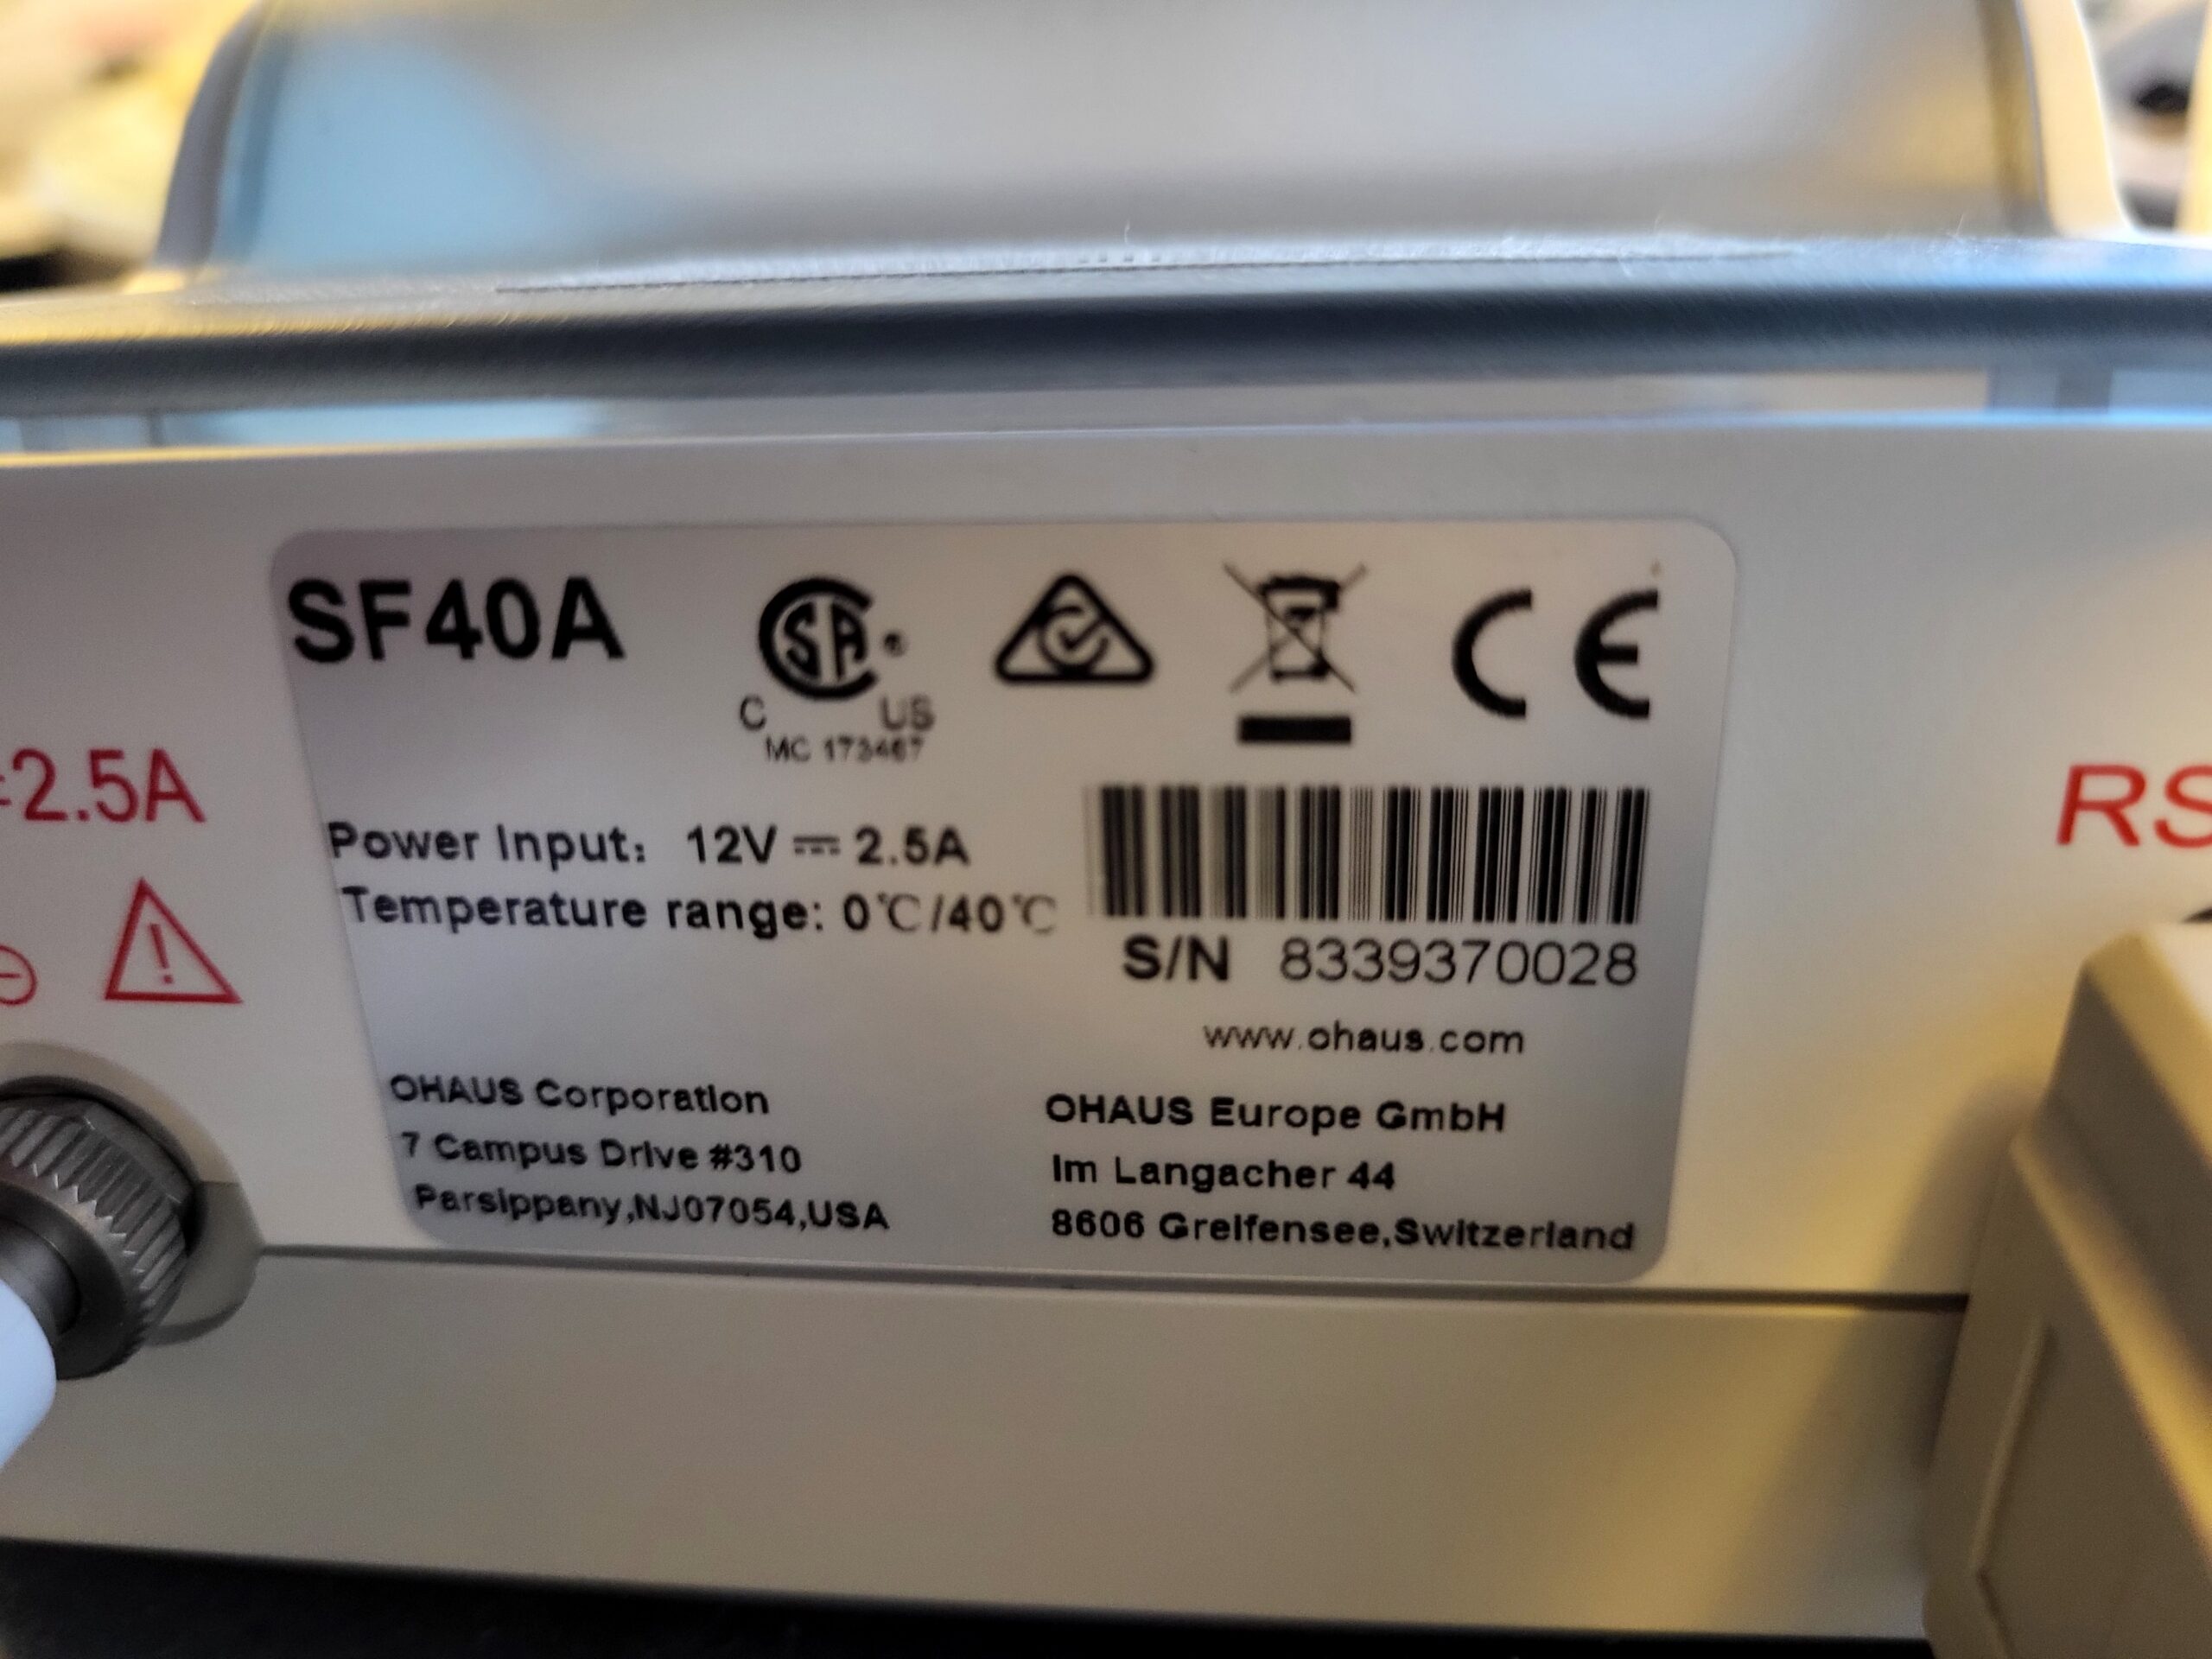 SF40A
CSA
C US
MC 173467
CE
2.5A
RS
Power Input: 12V ⎓ 2.5A
Temperature range: 0℃/40℃
S/N 8339370028
www.ohaus.com
OHAUS Corporation
7 Campus Drive #310
Parsippany,NJ07054,USA
OHAUS Europe GmbH
Im Langacher 44
8606 Greifensee,Switzerland